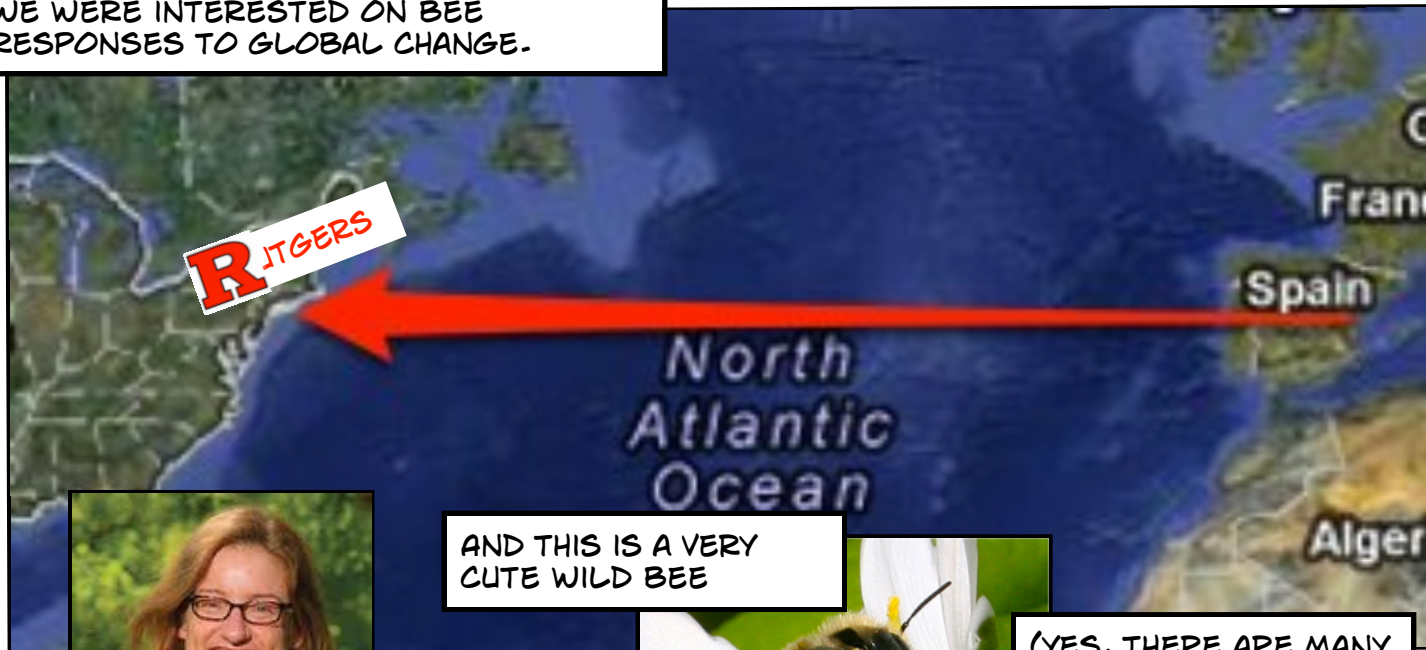 WE WERE INTERESTED ON BEE
RESPONSES TO GLOBAL CHANGE.
RUTGERS
Spain
North
Atlantic
Ocean
AND THIS IS A VERY
CUTE WILD BEE
(YES, THERE ARE MANY